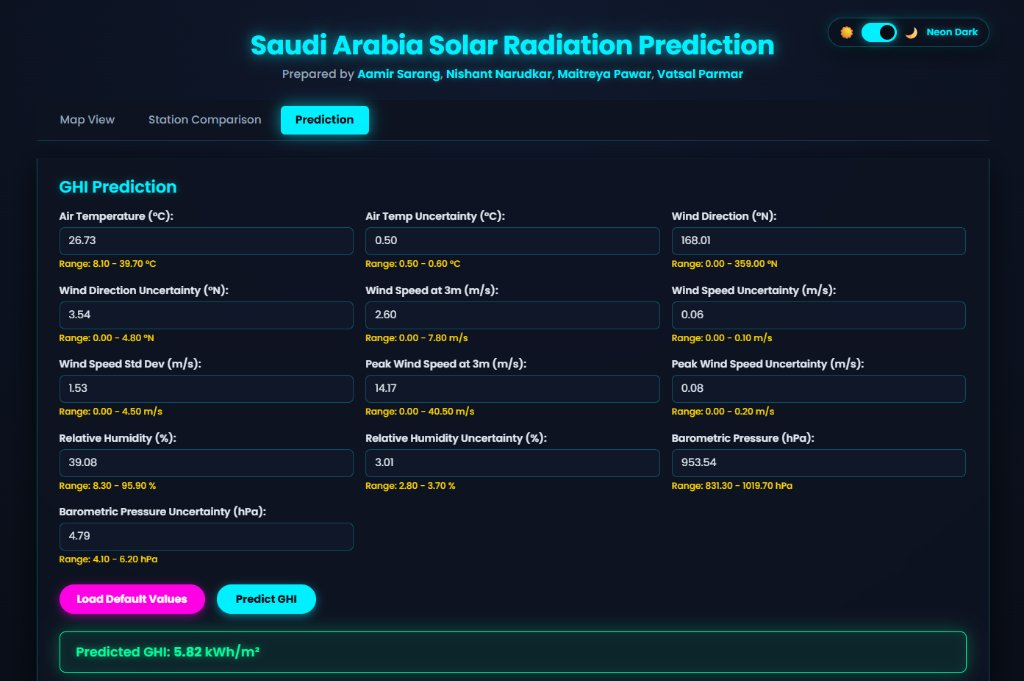 Saudi Arabia Solar Radiation Prediction
Neon Dark
Prepared by Aamir Sarang, Nishant Narudkar, Maitreya Pawar, Vatsal Parmar
Map View Station Comparison Prediction
GHI Prediction
Air Temperature (°C): Air Temp Uncertainty (°C): Wind Direction (°N):
26.73 0.50 168.01
Range: 8.10 - 39.70 °C Range: 0.50 - 0.60 °C Range: 0.00 - 359.00 °N
Wind Direction Uncertainty (°N): Wind Speed at 3m (m/s): Wind Speed Uncertainty (m/s):
3.54 2.60 0.06
Range: 0.00 - 4.80 °N Range: 0.00 - 7.80 m/s Range: 0.00 - 0.10 m/s
Wind Speed Std Dev (m/s): Peak Wind Speed at 3m (m/s): Peak Wind Speed Uncertainty (m/s):
1.53 14.17 0.08
Range: 0.00 - 4.50 m/s Range: 0.00 - 40.50 m/s Range: 0.00 - 0.20 m/s
Relative Humidity (%): Relative Humidity Uncertainty (%): Barometric Pressure (hPa):
39.08 3.01 953.54
Range: 8.30 - 95.90 % Range: 2.80 - 3.70 % Range: 831.30 - 1019.70 hPa
Barometric Pressure Uncertainty (hPa):
4.79
Range: 4.10 - 6.20 hPa
Load Default Values Predict GHI
Predicted GHI: 5.82 kWh/m²